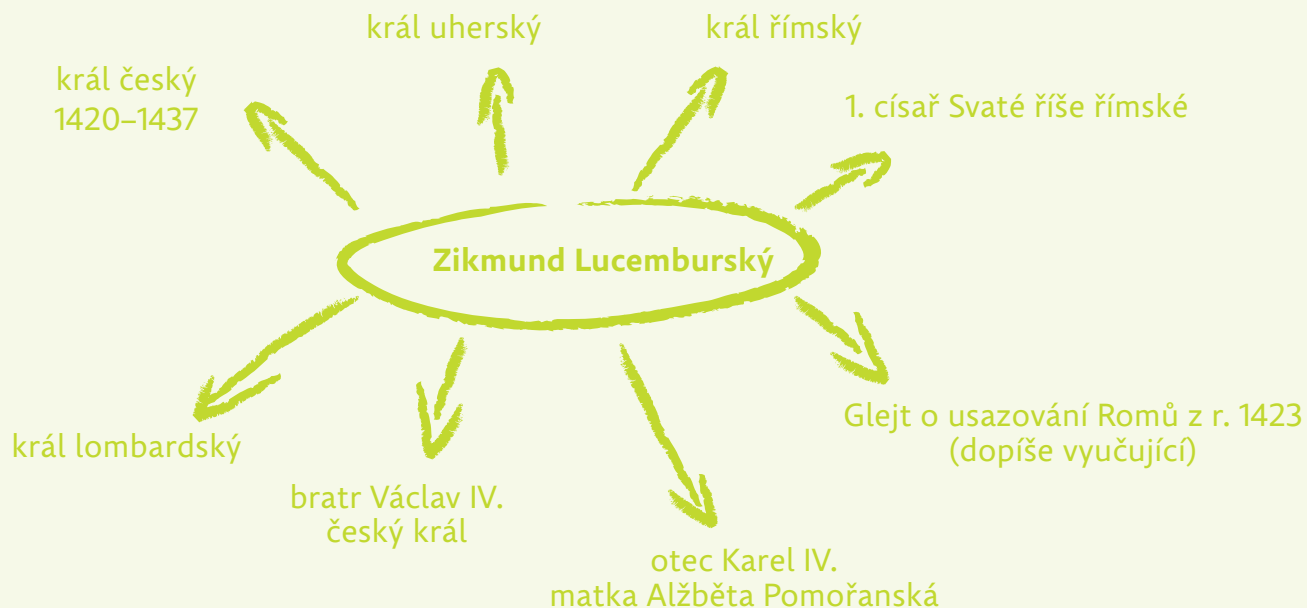 král uherský
král římský
král český
1420–1437
1. císař Svaté říše římské
Zikmund Lucemburský
Glejt o usazování Romů z r. 1423
(dopíše vyučující)
král lombardský
bratr Václav IV.
český král
otec Karel IV.
matka Alžběta Pomořanská